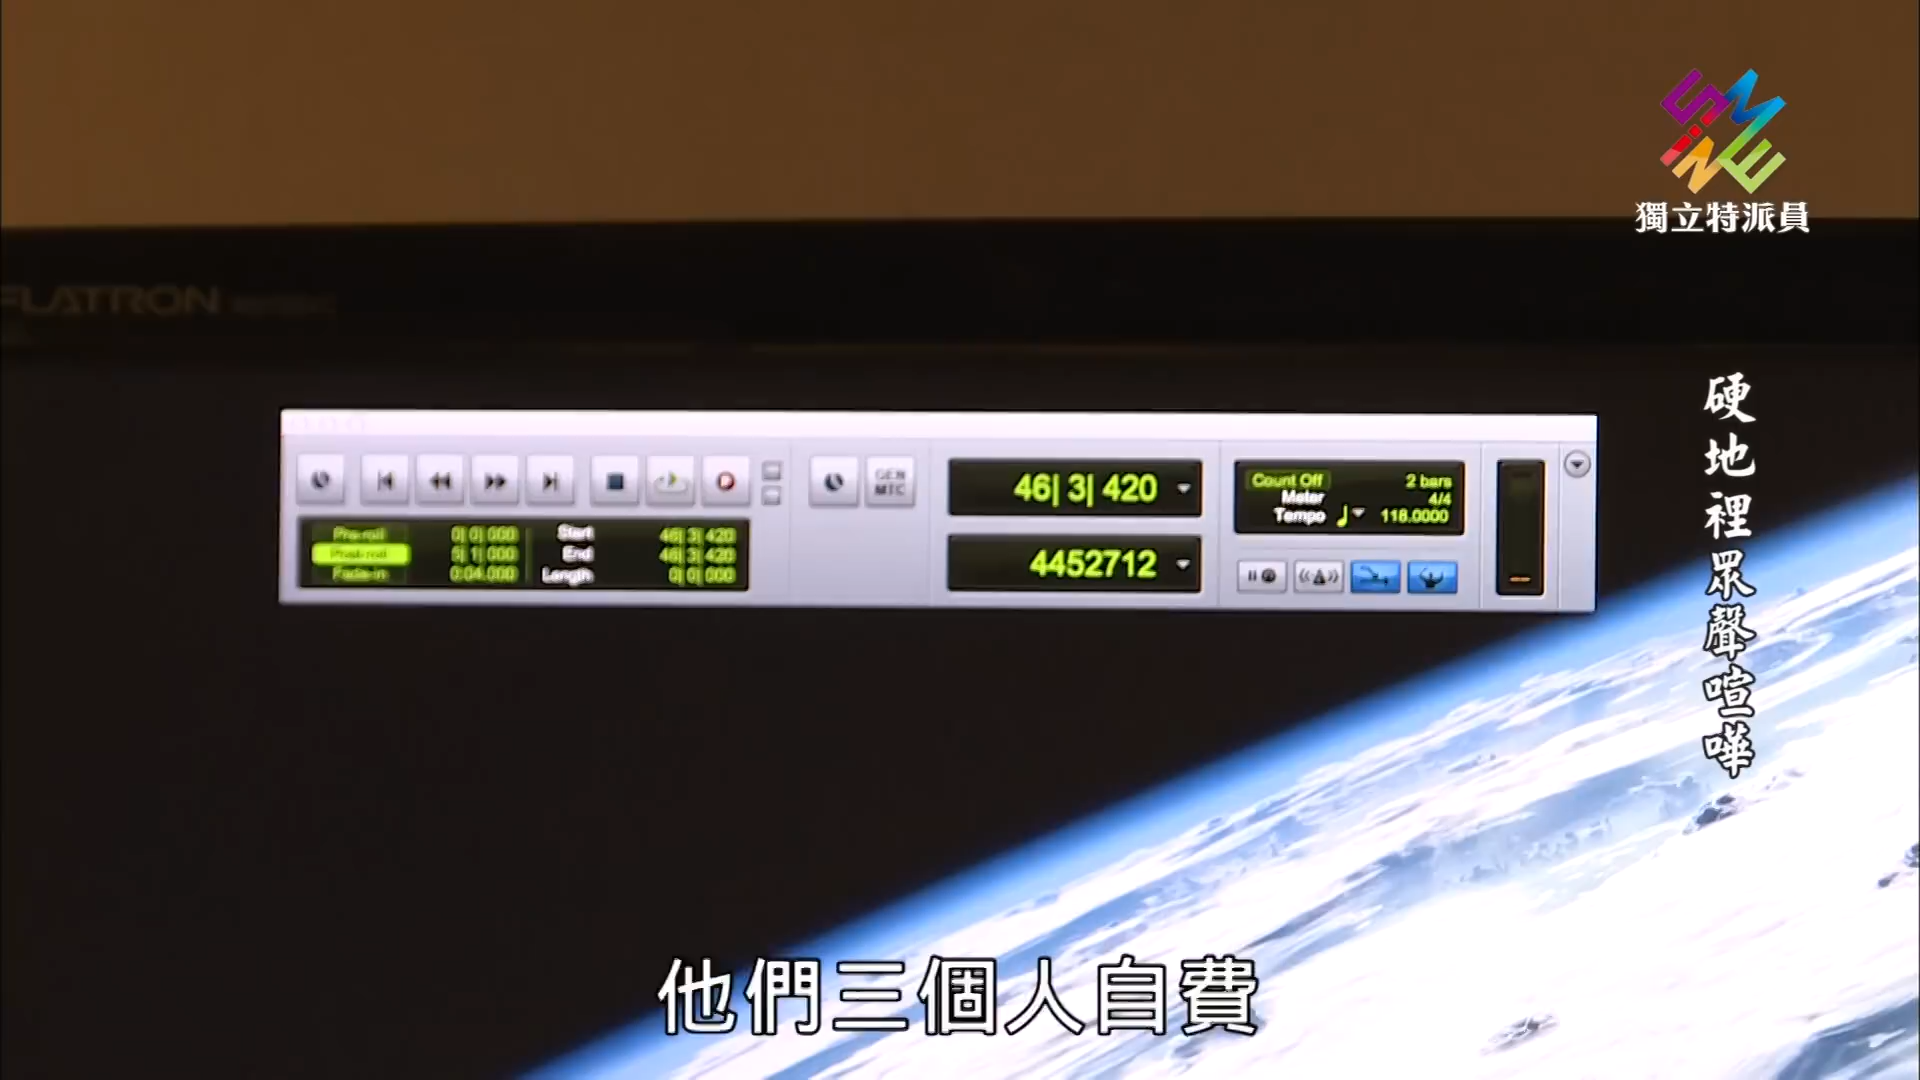 SMINE
獨立特派員
FLATRON
硬地裡眾聲喧嘩
GEN
MTC
46| 3| 420
4452712
Count Off 2 bars
Meter 4/4
Tempo 118.0000
Pre-roll 0| 0| 000 Start 46| 3| 420
Post-roll 5| 1| 000 End 46| 3| 420
Fade-in 0:04.000 Length 0| 0| 000
他們三個人自費